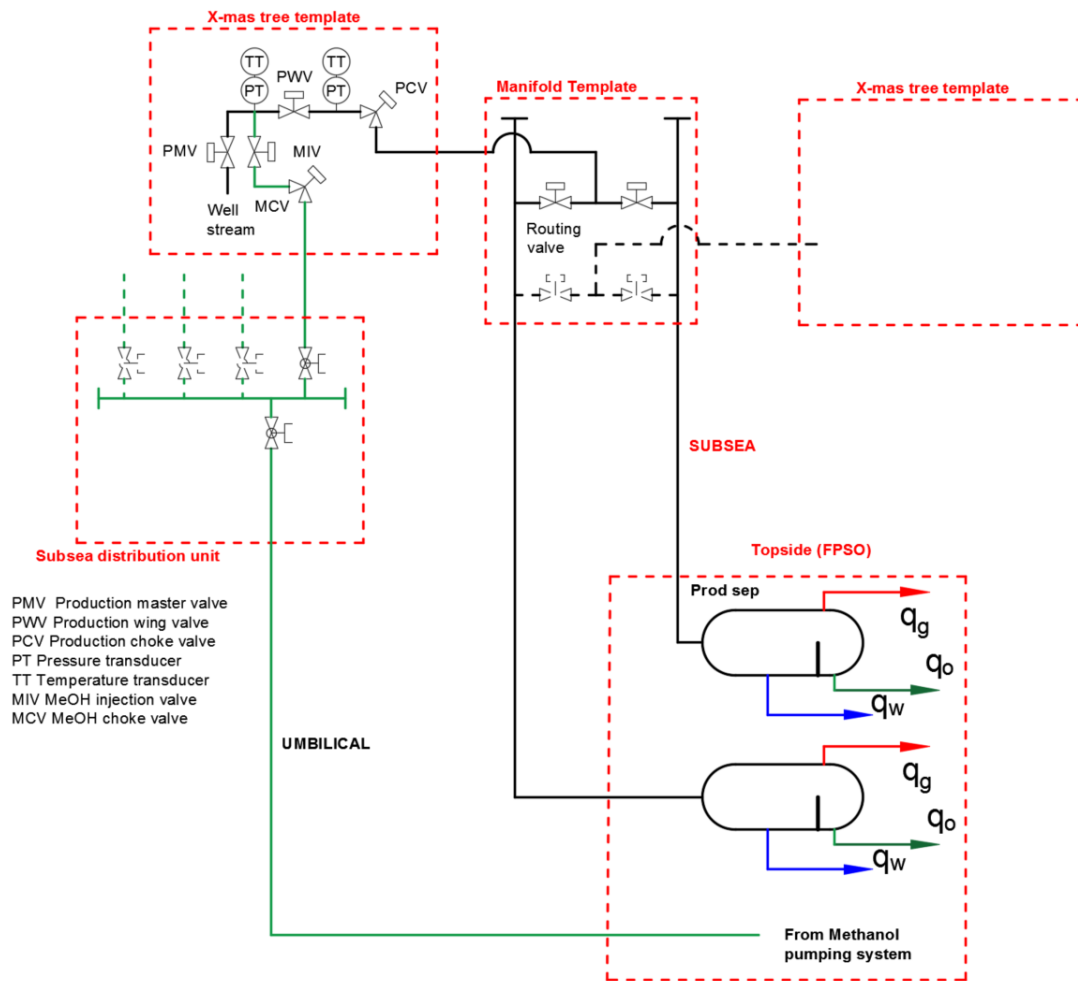 X-mas tree template
TT
TT
PWV
PT
PT
PCV
PMV
MIV
MCV
Well
stream
Manifold Template
Routing
valve
X-mas tree template
SUBSEA
Subsea distribution unit
PMV Production master valve
PWV Production wing valve
PCV Production choke valve
PT Pressure transducer
TT Temperature transducer
MIV MeOH injection valve
MCV MeOH choke valve
UMBILICAL
Topside (FPSO)
Prod sep
qg
qo
qw
qg
qo
qw
From Methanol
pumping system